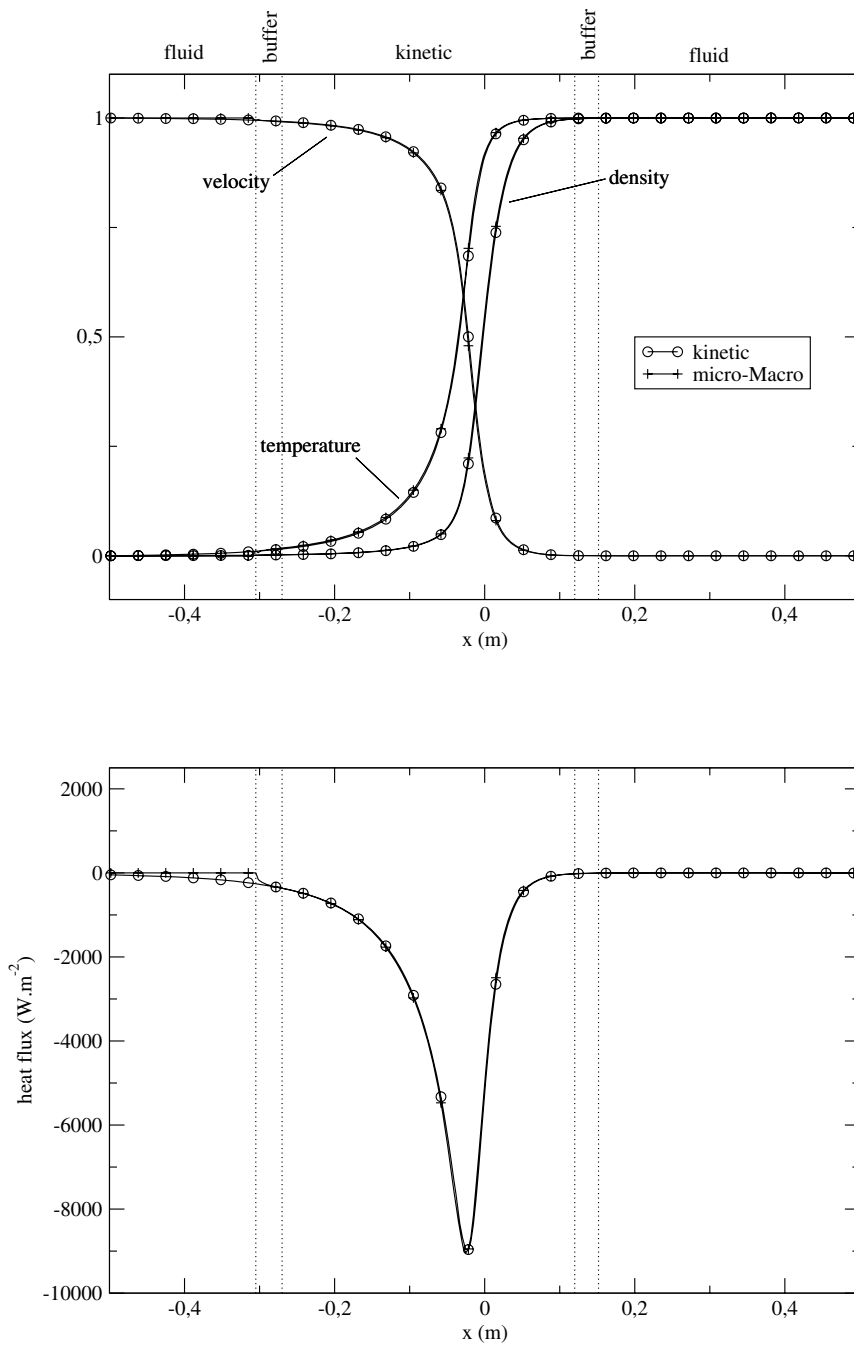 fluid buffer kinetic buffer fluid
1
velocity
density
0,5
kinetic
micro-Macro
temperature
0
-0,4 -0,2 0 0,2 0,4
x (m)
2000
0
-2000
-4000
-6000
-8000
-10000
heat flux (W.m-2)
-0,4 -0,2 0 0,2 0,4
x (m)